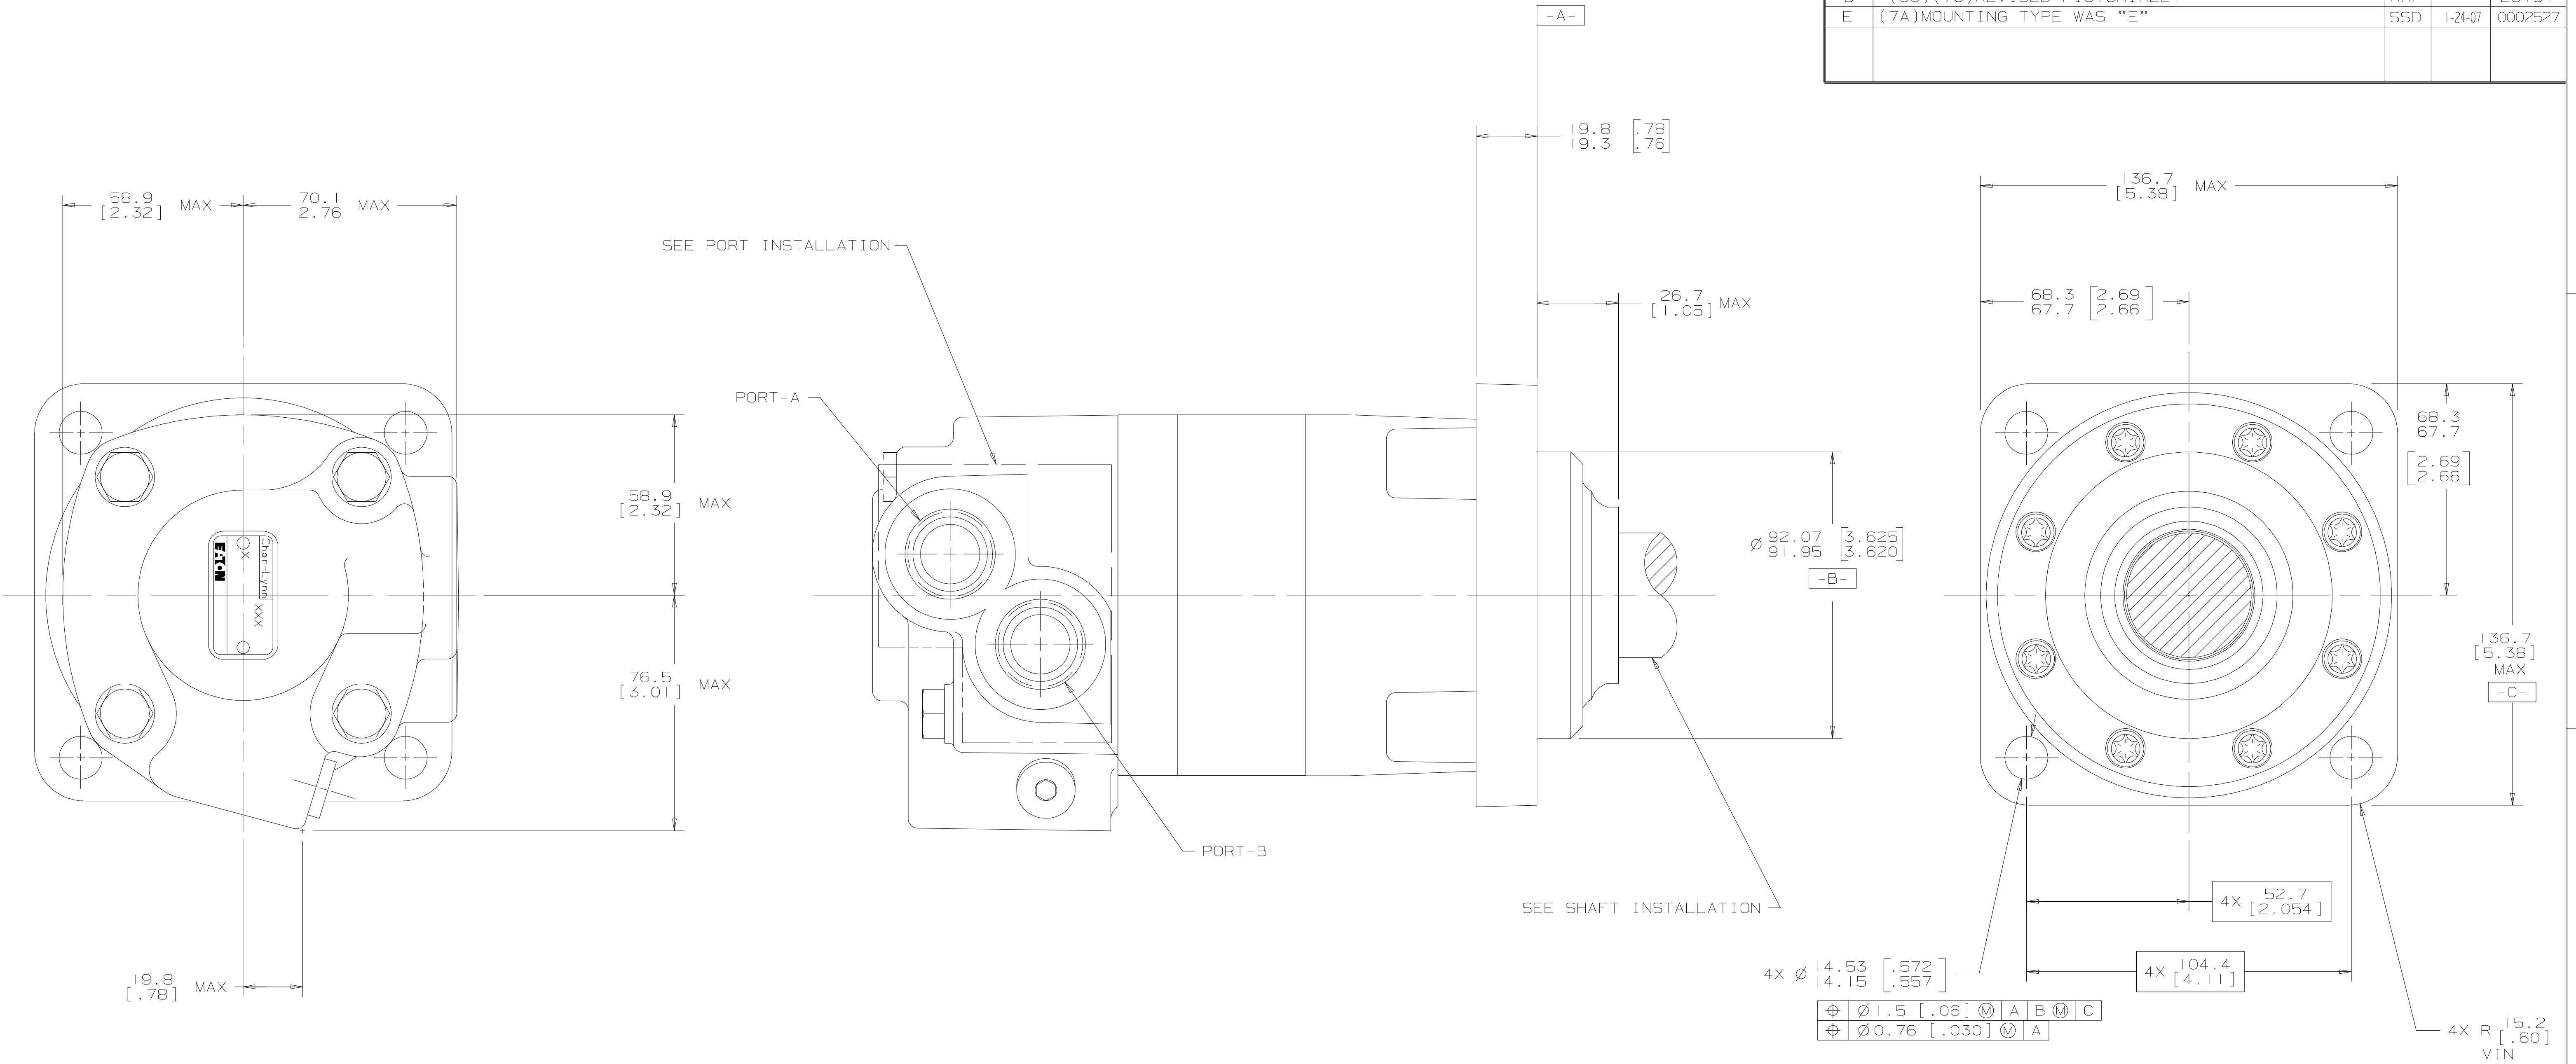 E (7A)MOUNTING TYPE WAS "E" SSD 1-24-07 0002527
-A-
19.8 [.78]
19.3 [.76]
58.9
[2.32] MAX
70.1
2.76 MAX
136.7
[5.38] MAX
SEE PORT INSTALLATION
26.7
[1.05] MAX
68.3 [2.69]
67.7 [2.66]
PORT-A
68.3
67.7
[2.69]
[2.66]
58.9
[2.32] MAX
Ø 92.07 [3.625]
91.95 [3.620]
-B-
Char-Lynn XXX
X
EATON
136.7
[5.38]
MAX
-C-
76.5
[3.01] MAX
PORT-B
SEE SHAFT INSTALLATION
4X 52.7
[2.054]
19.8
[.78] MAX
4X Ø 14.53 [.572]
14.15 [.557]
4X 104.4
[4.11]
⌖ Ø1.5 [.06] Ⓜ A B Ⓜ C
⌖ Ø0.76 [.030] Ⓜ A
4X R 15.2
[.60]
MIN